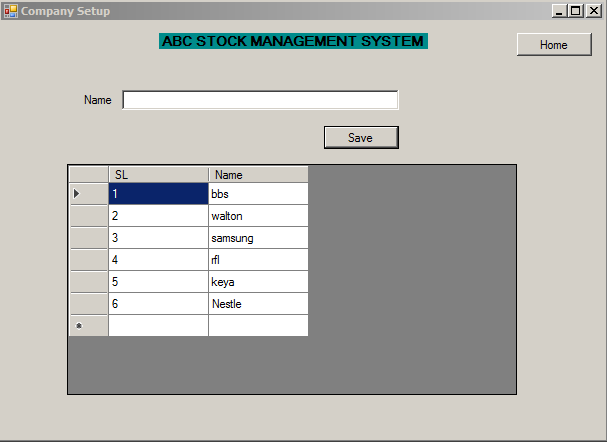 Company Setup
ABC STOCK MANAGEMENT SYSTEM
Home
Name
Save
SL Name
1 bbs
2 walton
3 samsung
4 rfl
5 keya
6 Nestle
*